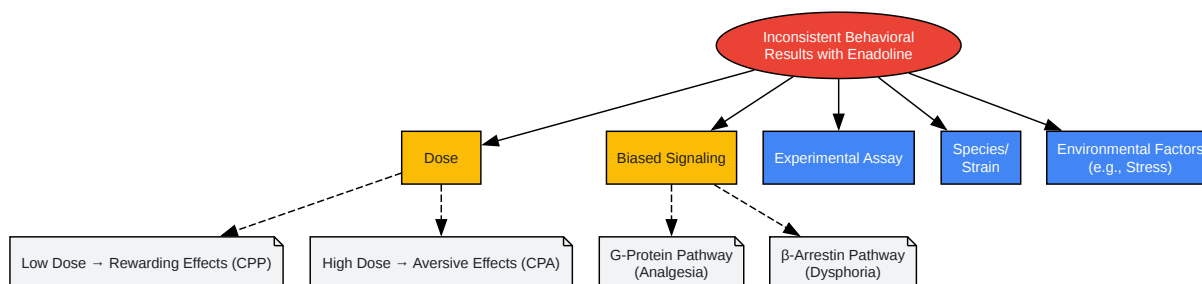 Inconsistent Behavioral
Results with Enadoline
Dose
Biased Signaling
Experimental Assay
Species/
Strain
Environmental Factors
(e.g., Stress)
Low Dose → Rewarding Effects (CPP)
High Dose → Aversive Effects (CPA)
G-Protein Pathway
(Analgesia)
β-Arrestin Pathway
(Dysphoria)